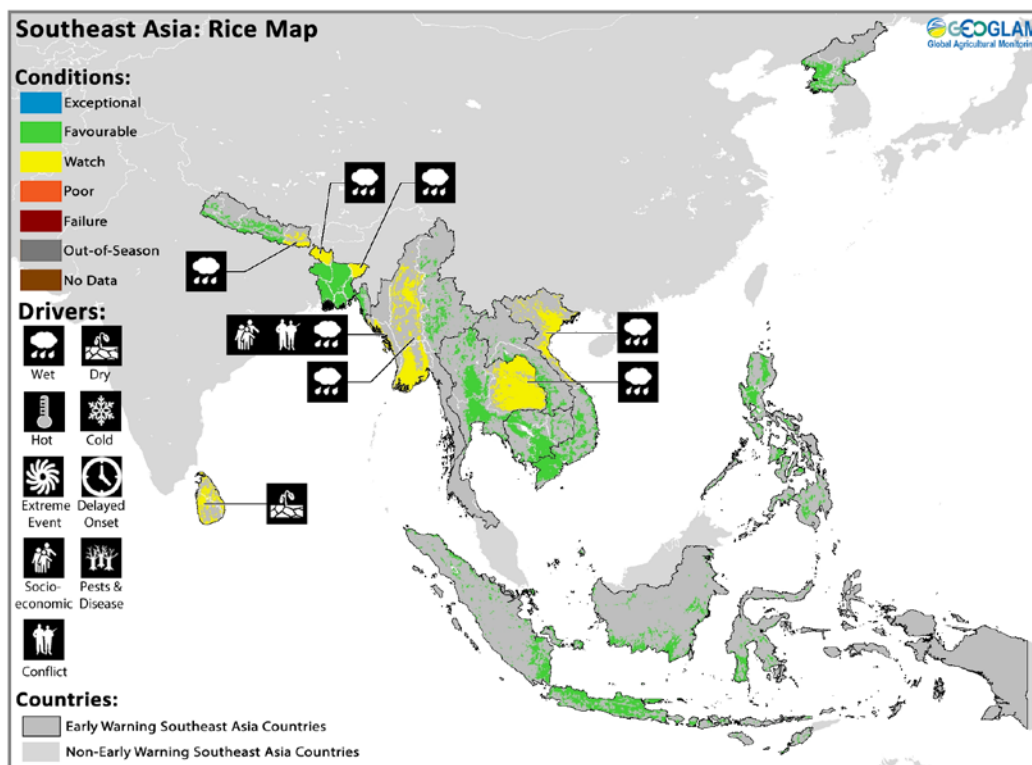 Southeast Asia: Rice Map
GEOGLAM
Global Agricultural Monitoring
Conditions:
Exceptional
Favourable
Watch
Poor
Failure
Out-of-Season
No Data
Drivers:
Wet
Dry
Hot
Cold
Extreme
Event
Delayed
Onset
Socio-
economic
Pests &
Disease
Conflict
Countries:
Early Warning Southeast Asia Countries
Non-Early Warning Southeast Asia Countries